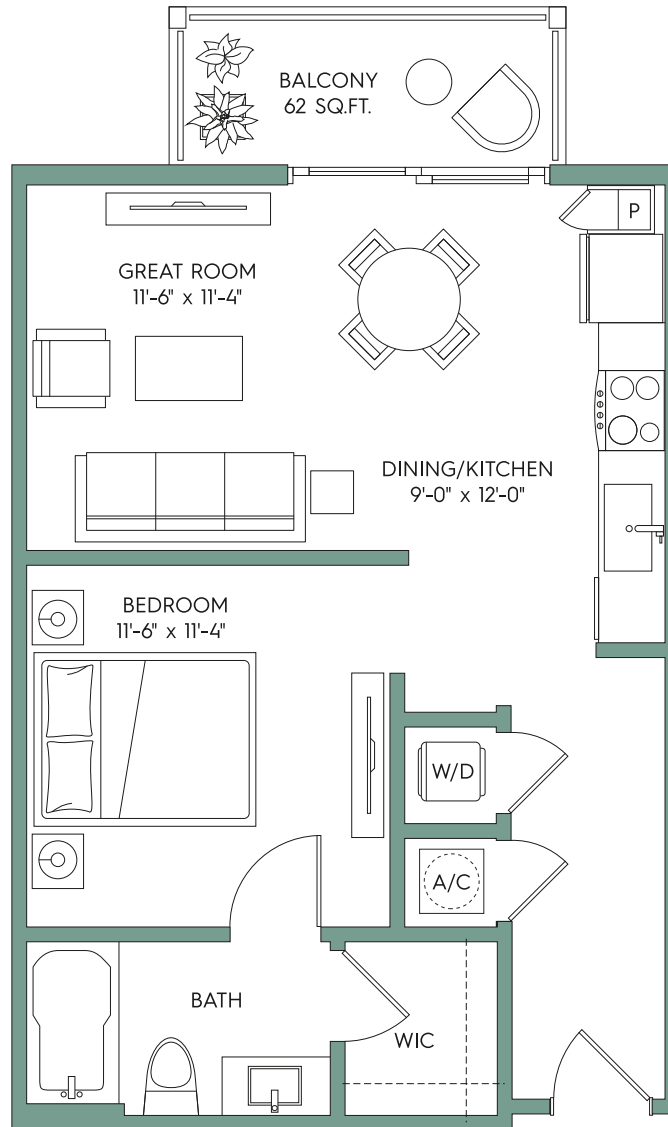 BALCONY
62 SQ.FT.
P
GREAT ROOM
11'-6" x 11'-4"
DINING/KITCHEN
9'-0" x 12'-0"
BEDROOM
11'-6" x 11'-4"
W/D
A/C
BATH
WIC